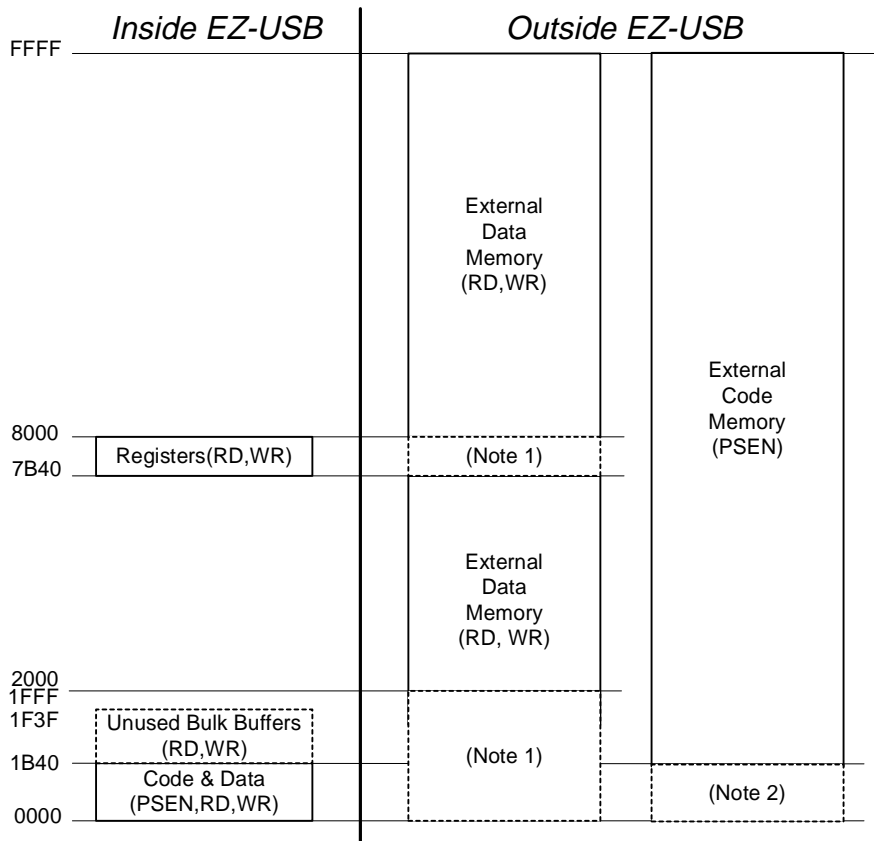 Inside EZ-USB
Outside EZ-USB
FFFF
External
Data
Memory
(RD,WR)
External
Code
Memory
(PSEN)
8000
Registers(RD,WR)
(Note 1)
7B40
External
Data
Memory
(RD, WR)
2000
1FFF
1F3F
Unused Bulk Buffers
(RD,WR)
(Note 1)
1B40
Code & Data
(PSEN,RD,WR)
(Note 2)
0000